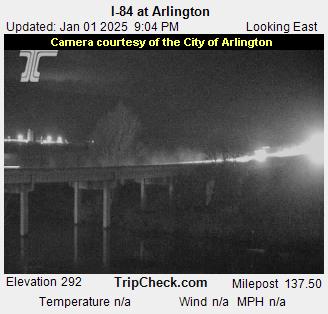 I-84 at Arlington
Updated: Jan 01 2025 9:04 PM Looking East
Camera courtesy of the City of Arlington
Elevation 292 TripCheck.com Milepost 137.50
Temperature n/a Wind n/a MPH n/a